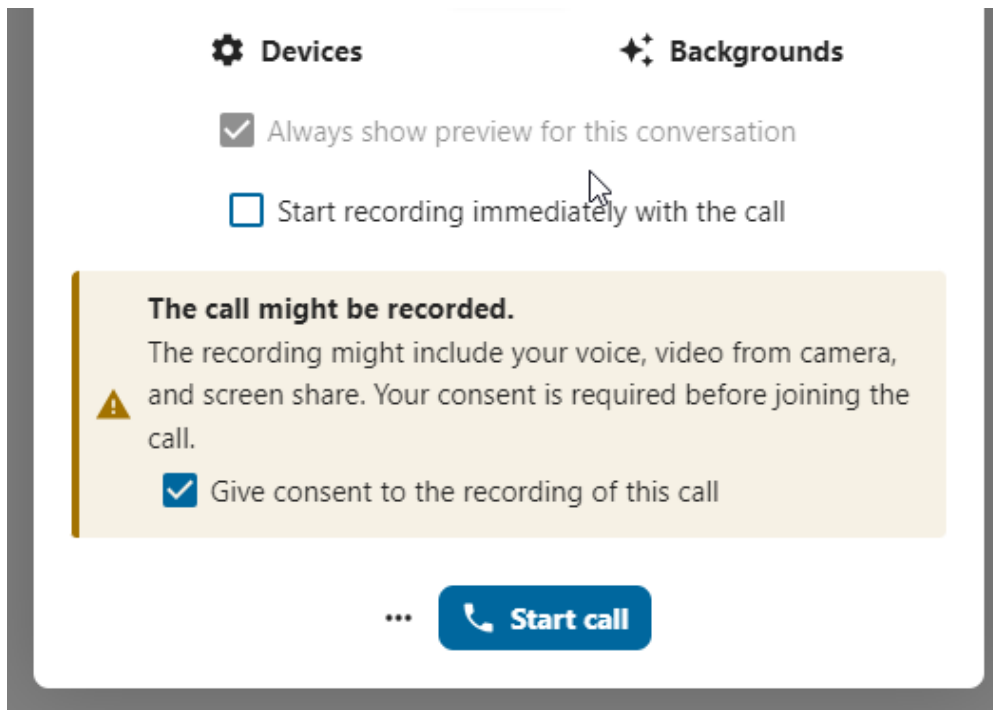 Devices
Backgrounds
Always show preview for this conversation
Start recording immediately with the call
The call might be recorded.
The recording might include your voice, video from camera,
and screen share. Your consent is required before joining the
call.
Give consent to the recording of this call
Start call